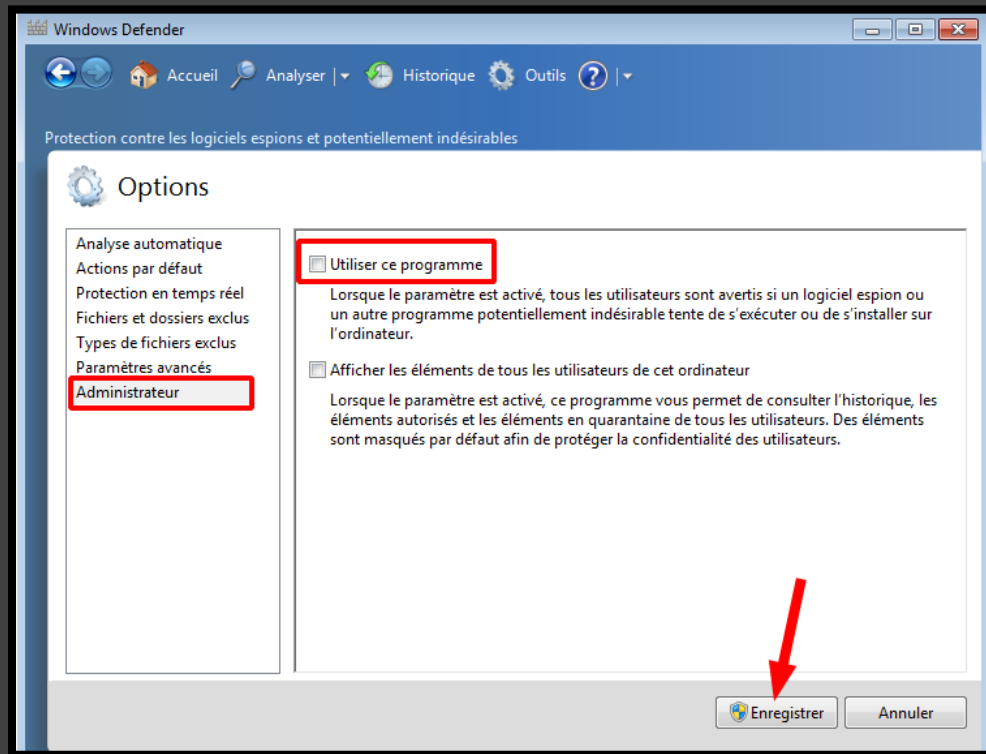 Windows Defender
Accueil Analyser Historique Outils ?
Protection contre les logiciels espions et potentiellement indésirables
Options
Analyse automatique
Actions par défaut
Protection en temps réel
Fichiers et dossiers exclus
Types de fichiers exclus
Paramètres avancés
Administrateur
Utiliser ce programme
Lorsque le paramètre est activé, tous les utilisateurs sont avertis si un logiciel espion ou
un autre programme potentiellement indésirable tente de s'exécuter ou de s'installer sur
l'ordinateur.
Afficher les éléments de tous les utilisateurs de cet ordinateur
Lorsque le paramètre est activé, ce programme vous permet de consulter l'historique, les
éléments autorisés et les éléments en quarantaine de tous les utilisateurs. Des éléments
sont masqués par défaut afin de protéger la confidentialité des utilisateurs.
Enregistrer Annuler